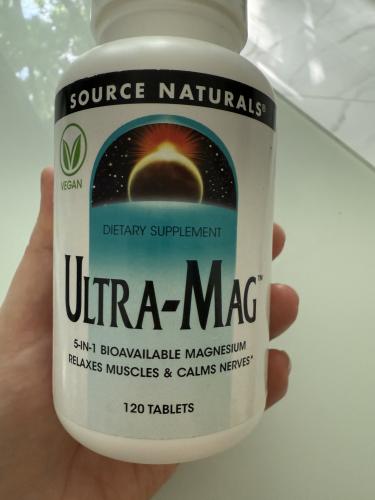 SOURCE NATURALS®
VEGAN
DIETARY SUPPLEMENT
ULTRA-MAG™
5-IN-1 BIOAVAILABLE MAGNESIUM
RELAXES MUSCLES & CALMS NERVES*
120 TABLETS